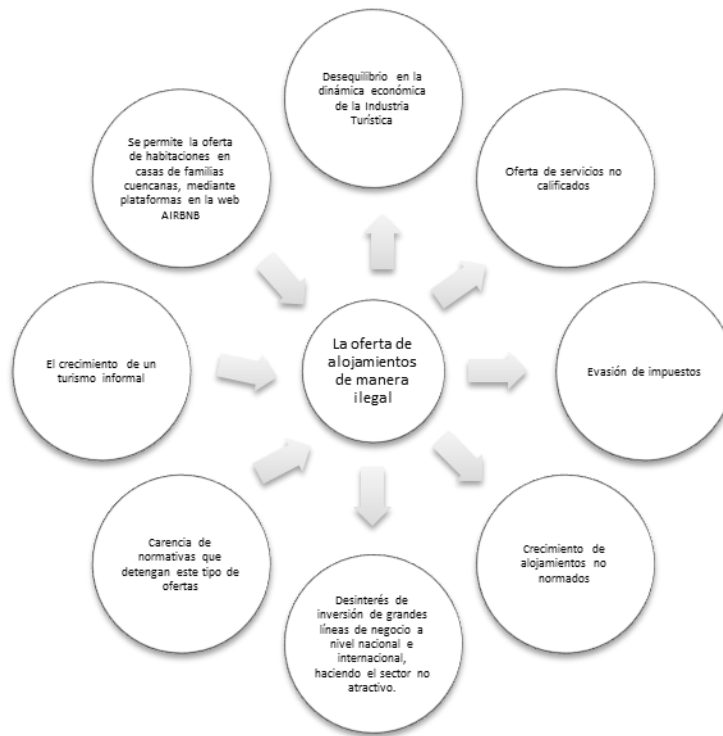 Desequilibrio en la
dinámica económica
de la Industria
Turística
Se permite la oferta
de habitaciones en
casas de familias
cuencanas, mediante
plataformas en la web
AIRBNB
Oferta de servicios no
calificados
El crecimiento de un
turismo informal
La oferta de
alojamientos
de manera
ilegal
Evasión de impuestos
Carencia de
normativas que
detengan este tipo de
ofertas
Crecimiento de
alojamientos no
normados
Desinterés de
inversión de grandes
líneas de negocio a
nivel nacional e
internacional,
haciendo el sector no
atractivo.